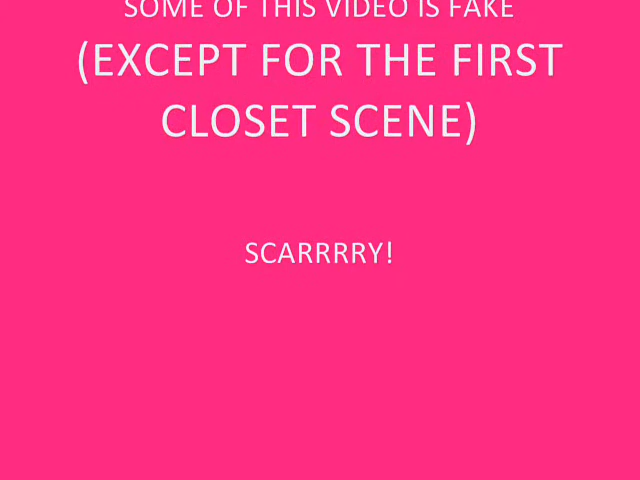 SOME OF THIS VIDEO IS FAKE
(EXCEPT FOR THE FIRST
CLOSET SCENE)
SCARRRRY!